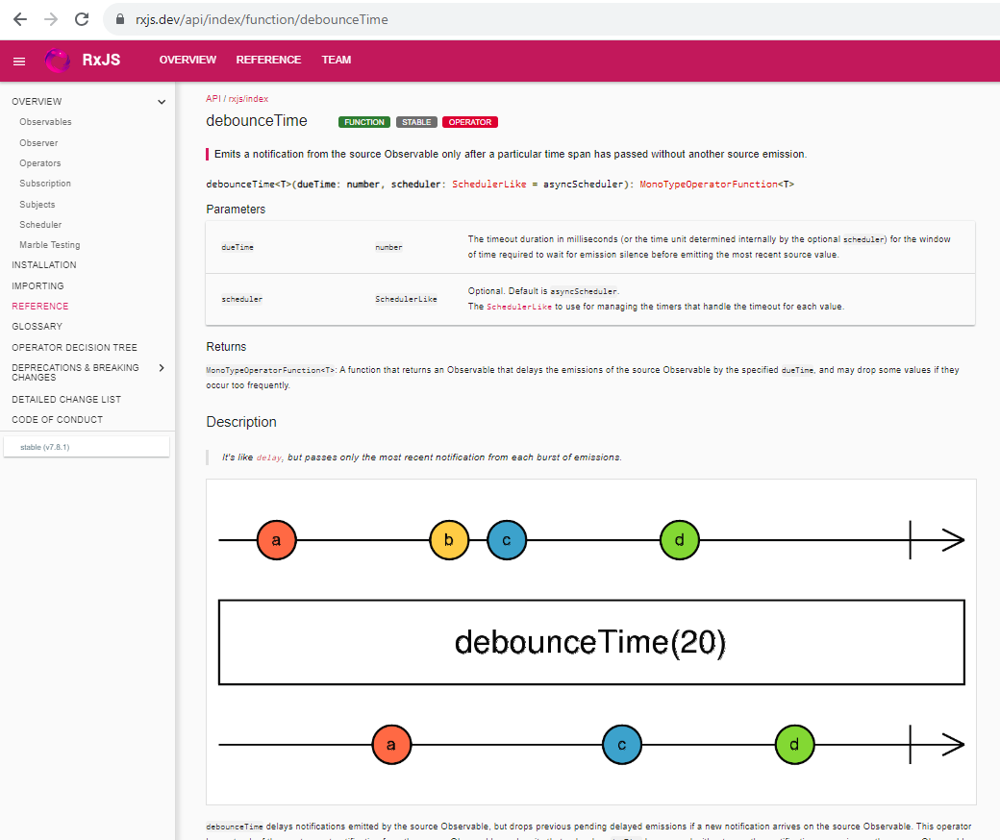 rxjs.dev/api/index/function/debounceTime
RxJS OVERVIEW REFERENCE TEAM
OVERVIEW
Observables
Observer
Operators
Subscription
Subjects
Scheduler
Marble Testing
INSTALLATION
IMPORTING
REFERENCE
GLOSSARY
OPERATOR DECISION TREE
DEPRECATIONS & BREAKING
CHANGES
DETAILED CHANGE LIST
CODE OF CONDUCT
stable (v7.8.1)
API / rxjs/index
debounceTime FUNCTION STABLE OPERATOR
Emits a notification from the source Observable only after a particular time span has passed without another source emission.
debounceTime<T>(dueTime: number, scheduler: SchedulerLike = asyncScheduler): MonoTypeOperatorFunction<T>
Parameters
dueTime number The timeout duration in milliseconds (or the time unit determined internally by the optional scheduler) for the window
of time required to wait for emission silence before emitting the most recent source value.
scheduler SchedulerLike Optional. Default is asyncScheduler.
The SchedulerLike to use for managing the timers that handle the timeout for each value.
Returns
MonoTypeOperatorFunction<T>: A function that returns an Observable that delays the emissions of the source Observable by the specified dueTime, and may drop some values if they
occur too frequently.
Description
It's like delay, but passes only the most recent notification from each burst of emissions.
a b c d
debounceTime(20)
a c d
debounceTime delays notifications emitted by the source Observable, but drops previous pending delayed emissions if a new notification arrives on the source Observable. This operator